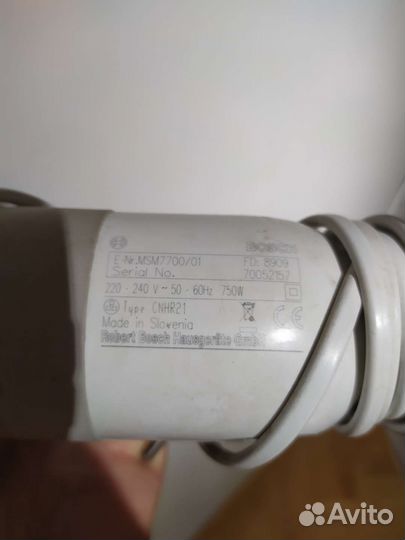 BOSCH
E-Nr.MSM7700/01 FD. 8909
Serial No. 70052157
220 - 240 V ~ 50 - 60Hz 750W
Type CNHR21
Made in Slovenia
Robert Bosch Hausgeräte GmbH
Avito